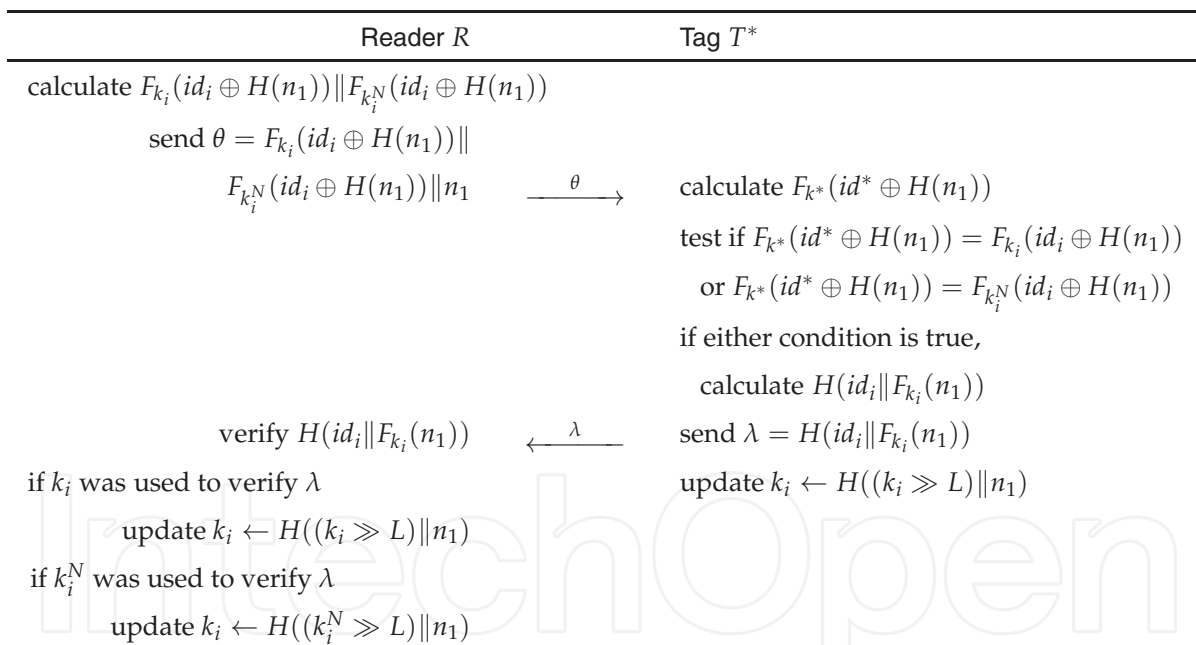 Reader R Tag T*
calculate F_{k_i}(id_i ⊕ H(n_1))‖F_{k_i^N}(id_i ⊕ H(n_1))
send θ = F_{k_i}(id_i ⊕ H(n_1))‖
F_{k_i^N}(id_i ⊕ H(n_1))‖n_1 θ→ calculate F_{k*}(id* ⊕ H(n_1))
test if F_{k*}(id* ⊕ H(n_1)) = F_{k_i}(id_i ⊕ H(n_1))
or F_{k*}(id* ⊕ H(n_1)) = F_{k_i^N}(id_i ⊕ H(n_1))
if either condition is true,
calculate H(id_i‖F_{k_i}(n_1))
verify H(id_i‖F_{k_i}(n_1)) ←λ send λ = H(id_i‖F_{k_i}(n_1))
if k_i was used to verify λ update k_i ← H((k_i ≫ L)‖n_1)
update k_i ← H((k_i ≫ L)‖n_1)
if k_i^N was used to verify λ
update k_i ← H((k_i^N ≫ L)‖n_1)
IntechOpen